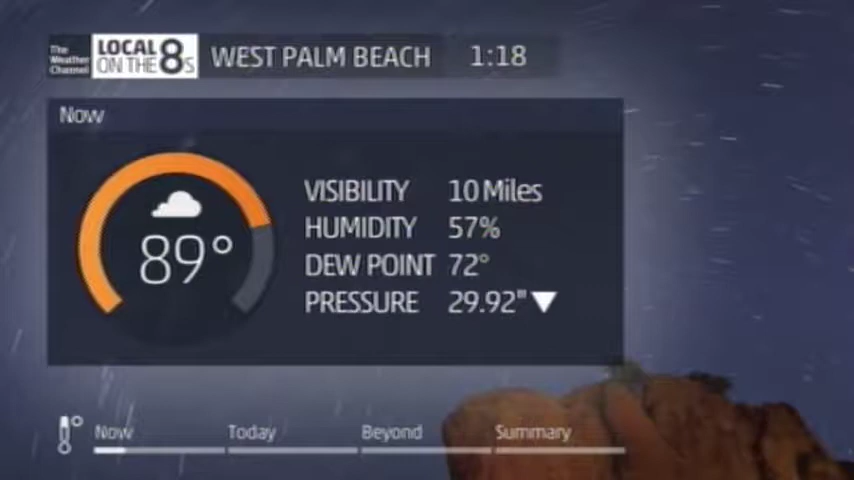 The Weather Channel
LOCAL ON THE 8s
WEST PALM BEACH 1:18
Now
89°
VISIBILITY 10 Miles
HUMIDITY 57%
DEW POINT 72°
PRESSURE 29.92"
Now Today Beyond Summary